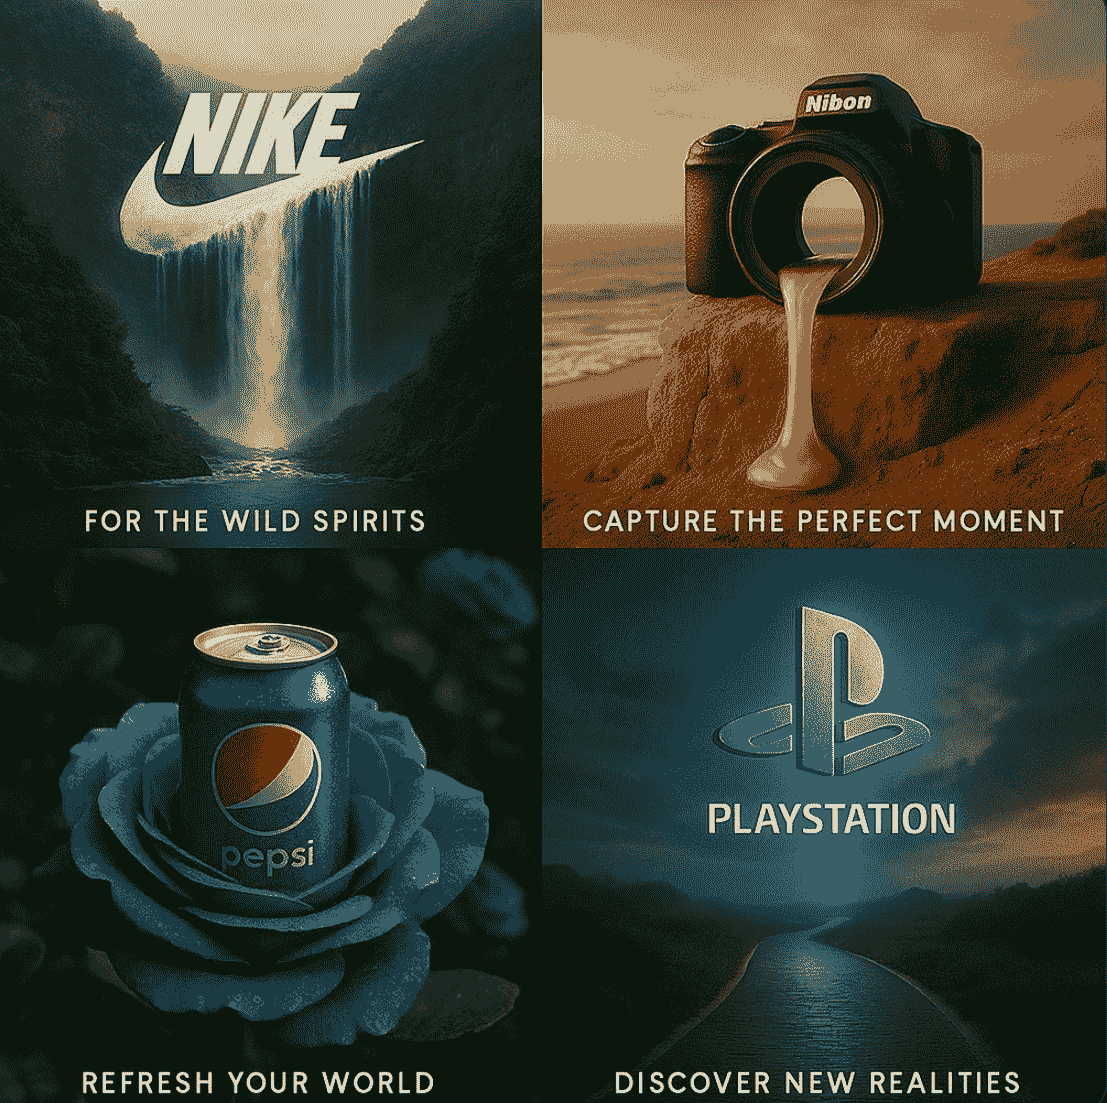 NIKE
FOR THE WILD SPIRITS
Nibon
CAPTURE THE PERFECT MOMENT
pepsi
REFRESH YOUR WORLD
PLAYSTATION
DISCOVER NEW REALITIES